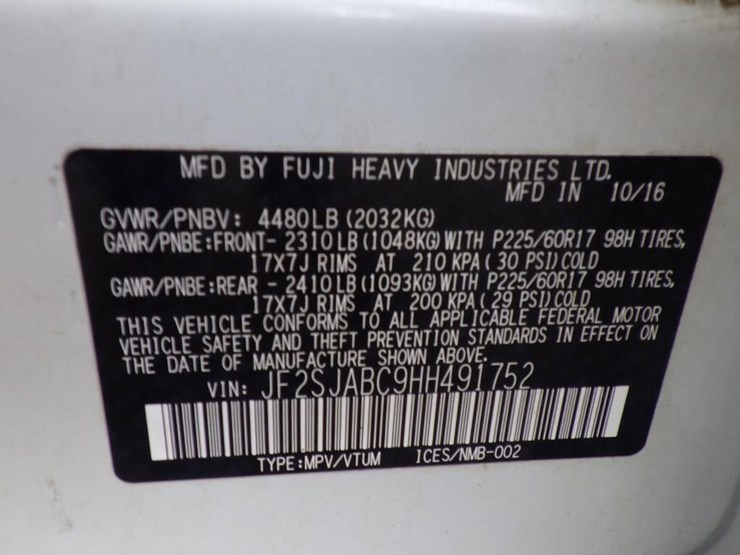 MFD BY FUJI HEAVY INDUSTRIES LTD.
MFD IN 10/16
GVWR/PNBV: 4480LB (2032KG)
GAWR/PNBE:FRONT- 2310LB (1048KG) WITH P225/60R17 98H TIRES,
17X7J RIMS AT 210 KPA (30 PSI) COLD
GAWR/PNBE:REAR - 2410LB (1093KG) WITH P225/60R17 98H TIRES,
17X7J RIMS AT 200 KPA (29 PSI) COLD
THIS VEHICLE CONFORMS TO ALL APPLICABLE FEDERAL MOTOR
VEHICLE SAFETY AND THEFT PREVENTION STANDARDS IN EFFECT ON
THE DATE OF MANUFACTURE SHOWN ABOVE.
VIN: JF2SJABC9HH491752
TYPE:MPV/VTUM ICES/NMB-002